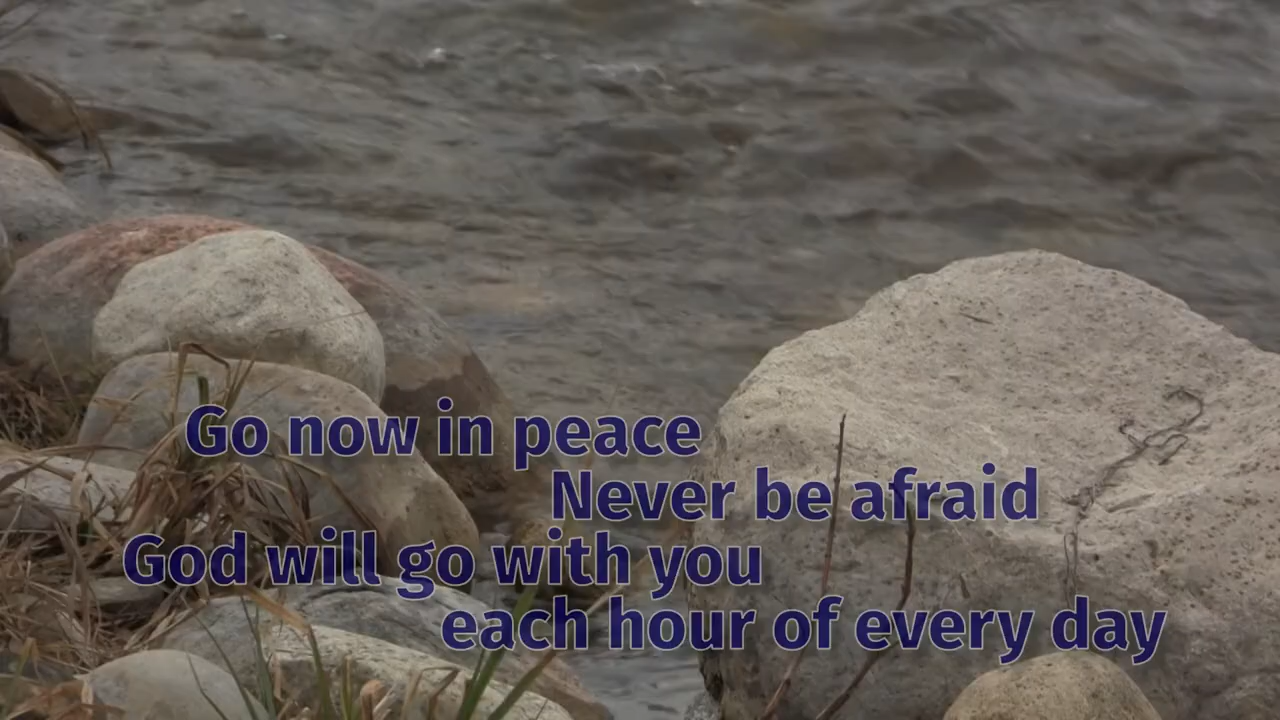 Go now in peace
Never be afraid
God will go with you
each hour of every day